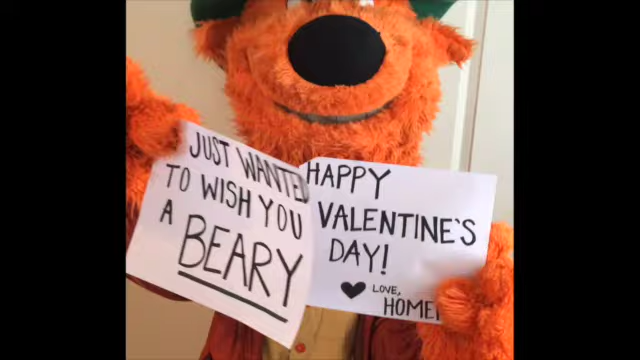 JUST WANTED
TO WISH YOU
A
BEARY
HAPPY
VALENTINE'S
DAY!
LOVE,